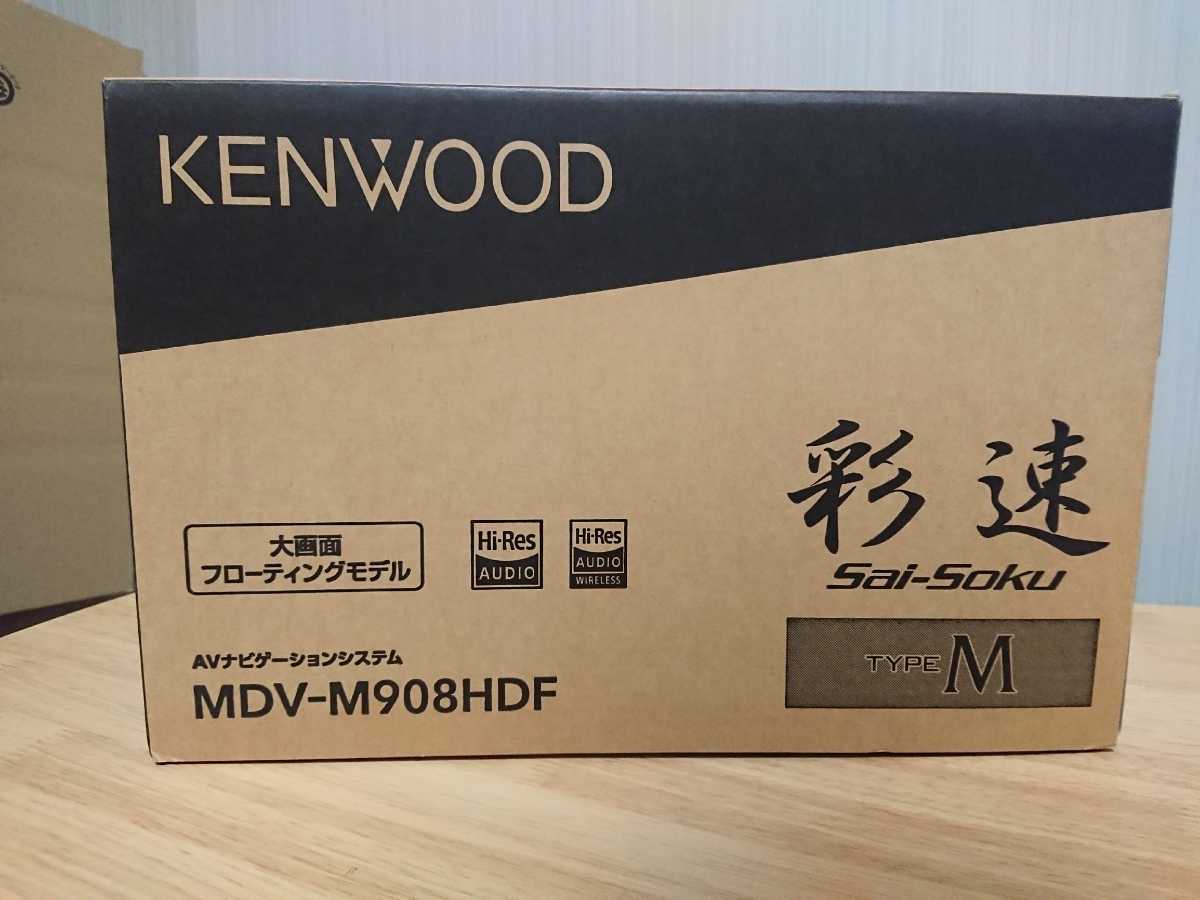 KENWOOD
彩速
Sai-Soku
大画面
フローティングモデル
Hi-Res
AUDIO
Hi-Res
AUDIO
WIRELESS
TYPE M
AVナビゲーションシステム
MDV-M908HDF